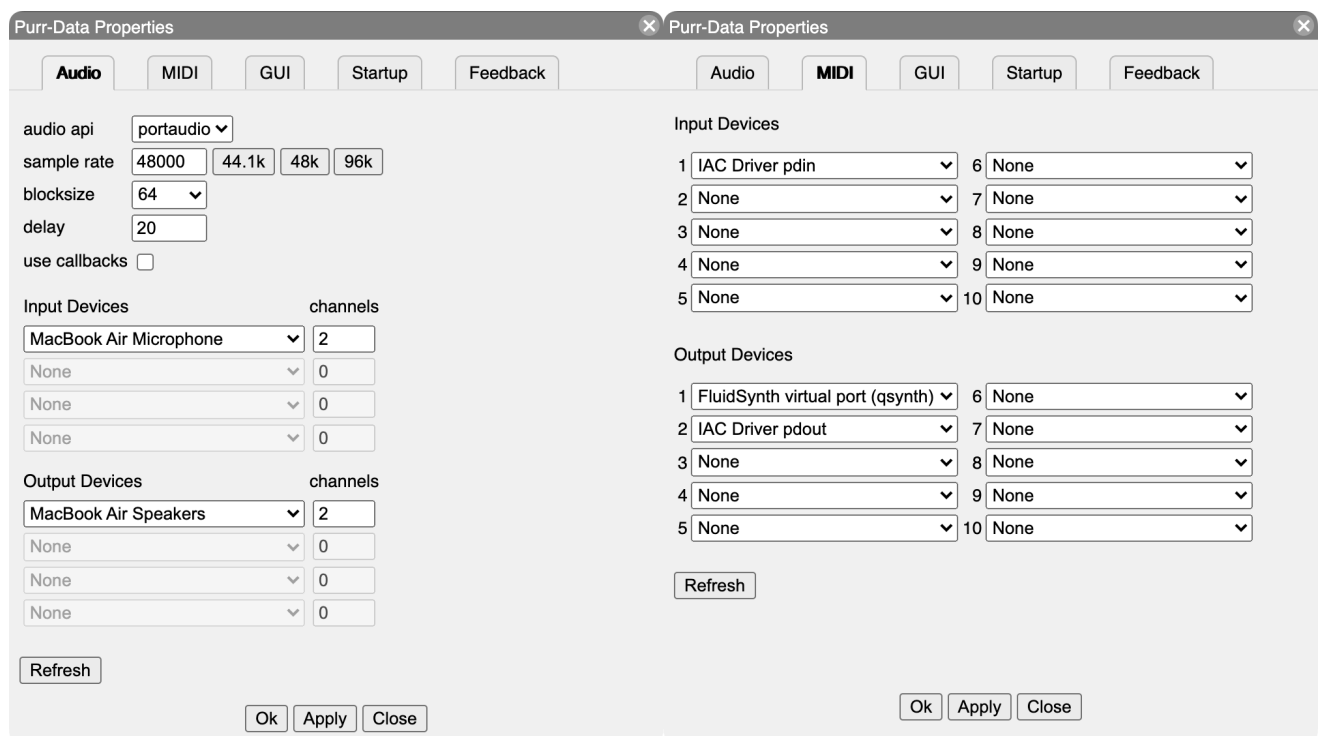 Purr-Data Properties
Audio MIDI GUI Startup Feedback
audio api portaudio
sample rate 48000 44.1k 48k 96k
blocksize 64
delay 20
use callbacks
Input Devices channels
MacBook Air Microphone 2
None 0
None 0
None 0
Output Devices channels
MacBook Air Speakers 2
None 0
None 0
None 0
Refresh
Ok Apply Close
Purr-Data Properties
Audio MIDI GUI Startup Feedback
Input Devices
1 IAC Driver pdin 6 None
2 None 7 None
3 None 8 None
4 None 9 None
5 None 10 None
Output Devices
1 FluidSynth virtual port (qsynth) 6 None
2 IAC Driver pdout 7 None
3 None 8 None
4 None 9 None
5 None 10 None
Refresh
Ok Apply Close